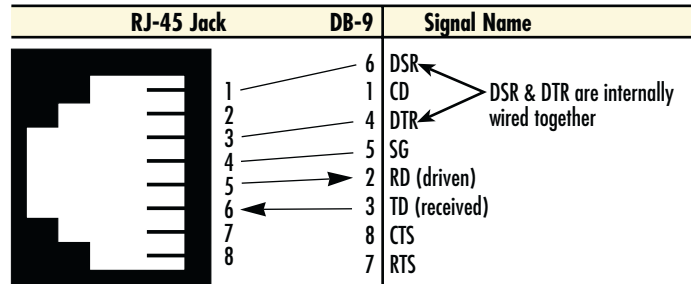 RJ-45 Jack DB-9 Signal Name
1 6 DSR
2 1 CD
3 4 DTR
4 5 SG
5 2 RD (driven)
6 3 TD (received)
7 8 CTS
8 7 RTS
DSR & DTR are internally
wired together